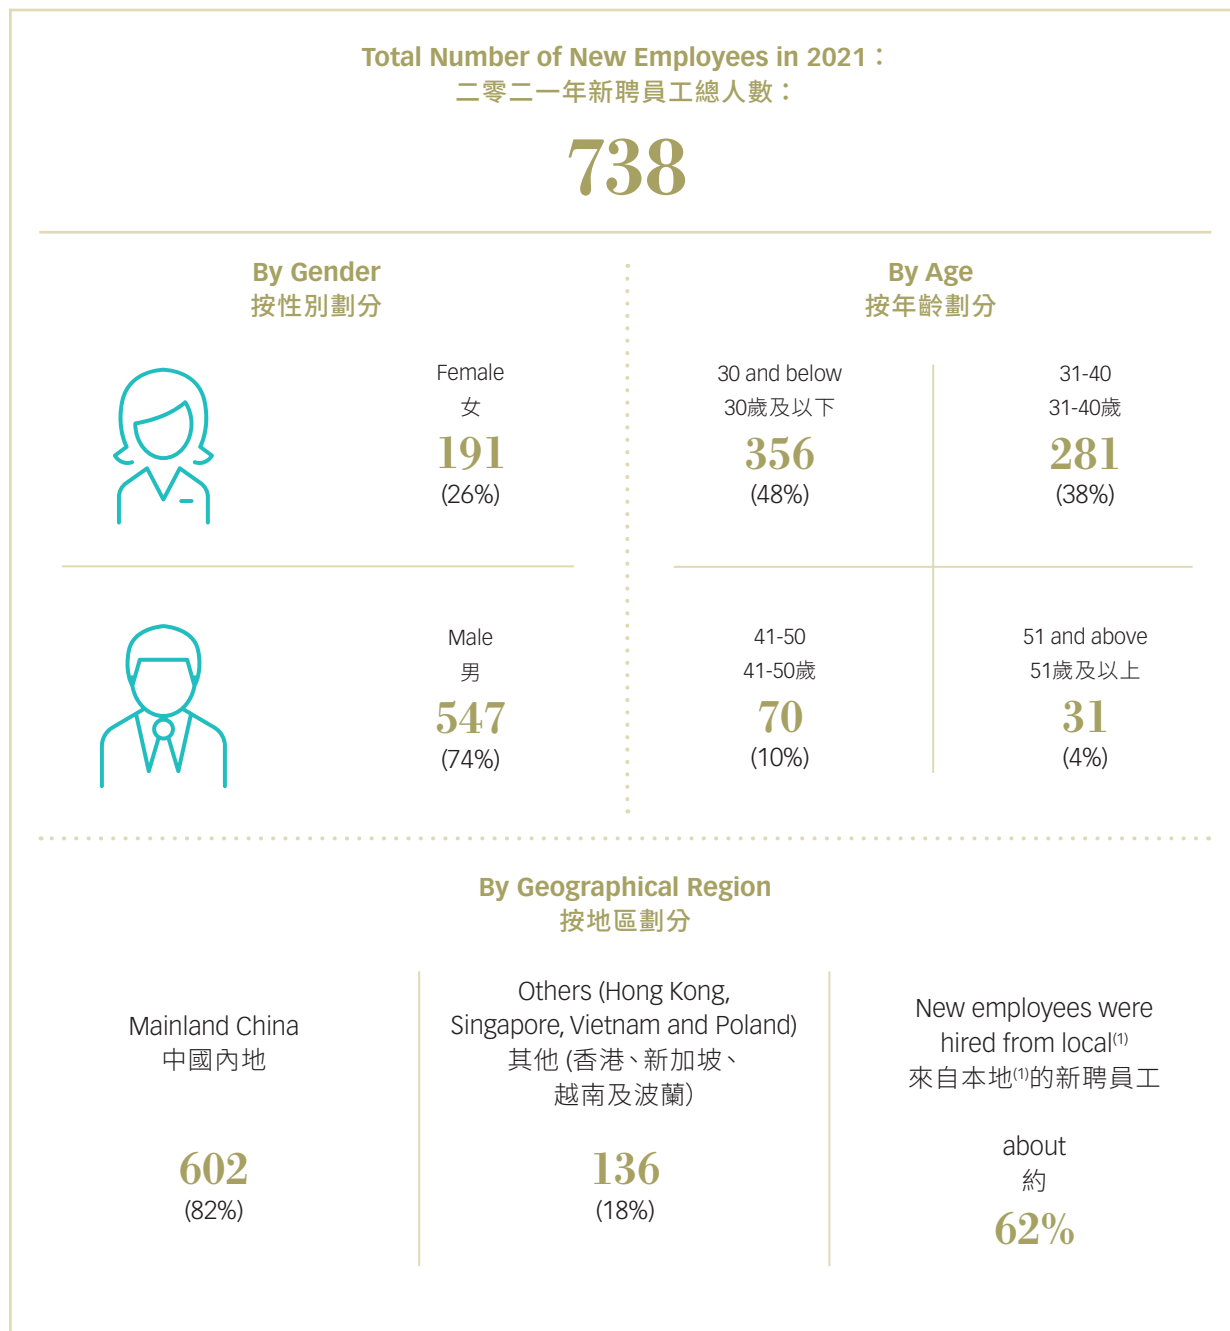 Total Number of New Employees in 2021：
二零二一年新聘員工總人數：
738
By Gender
按性別劃分
Female
女
191
(26%)
Male
男
547
(74%)
By Age
按年齡劃分
30 and below
30歲及以下
356
(48%)
31-40
31-40歲
281
(38%)
41-50
41-50歲
70
(10%)
51 and above
51歲及以上
31
(4%)
By Geographical Region
按地區劃分
Mainland China
中國內地
602
(82%)
Others (Hong Kong,
Singapore, Vietnam and Poland)
其他 (香港、新加坡、
越南及波蘭)
136
(18%)
New employees were
hired from local(1)
來自本地(1)的新聘員工
about
約
62%